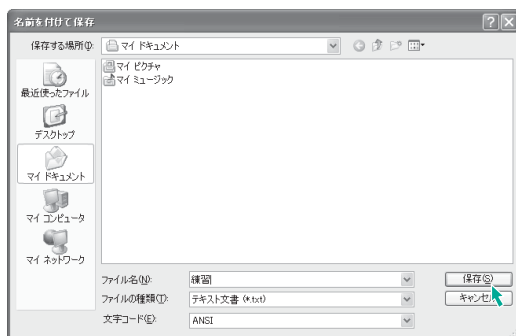 名前を付けて保存
保存する場所(I):
マイ ドキュメント
マイ ピクチャ
マイ ミュージック
最近使ったファイル
デスクトップ
マイ ドキュメント
マイ コンピュータ
マイ ネットワーク
ファイル名(N):
練習
保存(S)
ファイルの種類(T):
テキスト文書 (*.txt)
キャンセル
文字コード(E):
ANSI